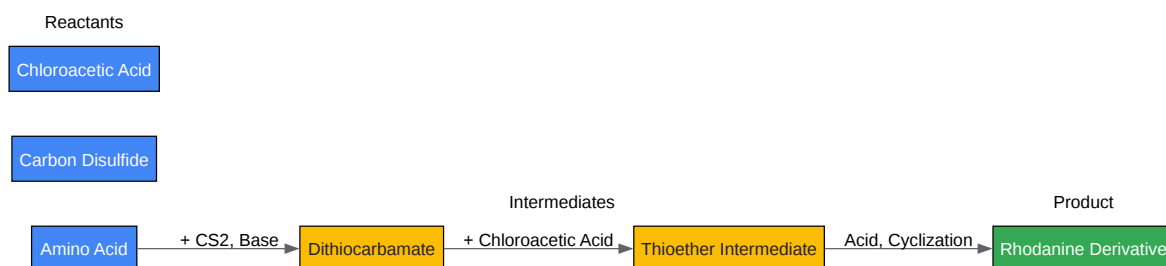 Reactants
Chloroacetic Acid
Carbon Disulfide
Intermediates
Product
Amino Acid
+ CS2, Base
Dithiocarbamate
+ Chloroacetic Acid
Thioether Intermediate
Acid, Cyclization
Rhodanine Derivative